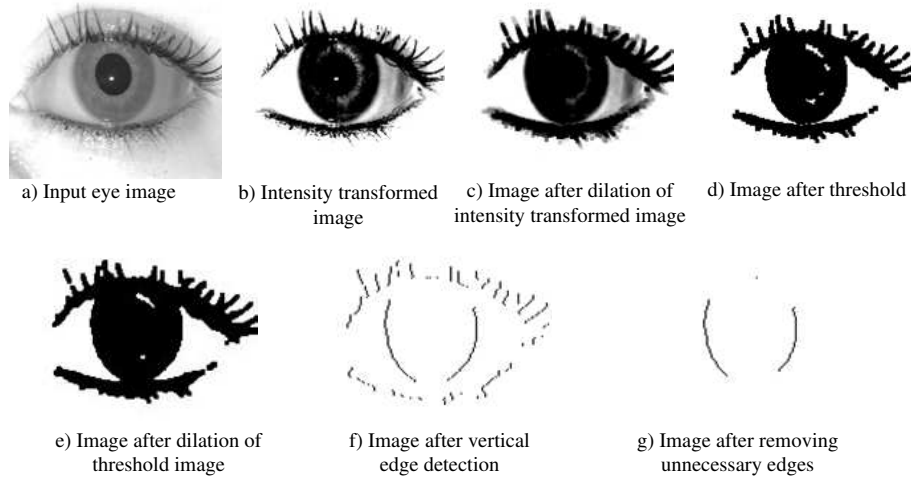 a) Input eye image
b) Intensity transformed
image
c) Image after dilation of
intensity transformed image
d) Image after threshold
e) Image after dilation of
threshold image
f) Image after vertical
edge detection
g) Image after removing
unnecessary edges